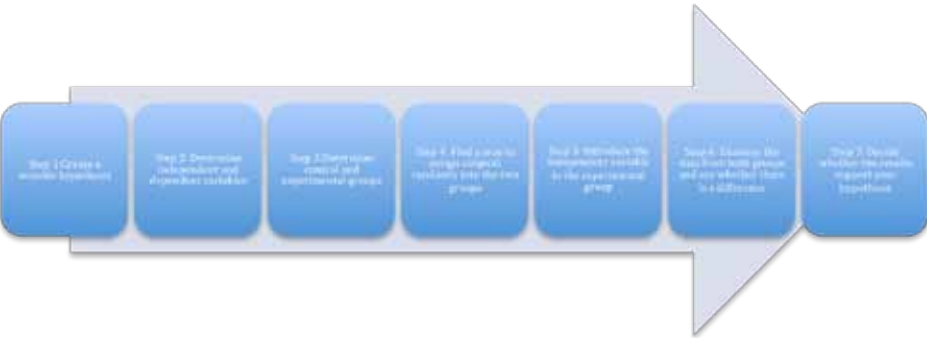 Step 1 Create a
testable hypothesis
Step 2: Determine
independent and
dependent variables
Step 3 Determine
control and
experimental groups
Step 4: Find a way to
assign subjects
randomly into the two
groups
Step 5: Introduce the
independent variable
to the experimental
group
Step 6: Examine the
data from both groups
and see whether there
is a difference
Step 7: Decide
whether the results
support your
hypothesis